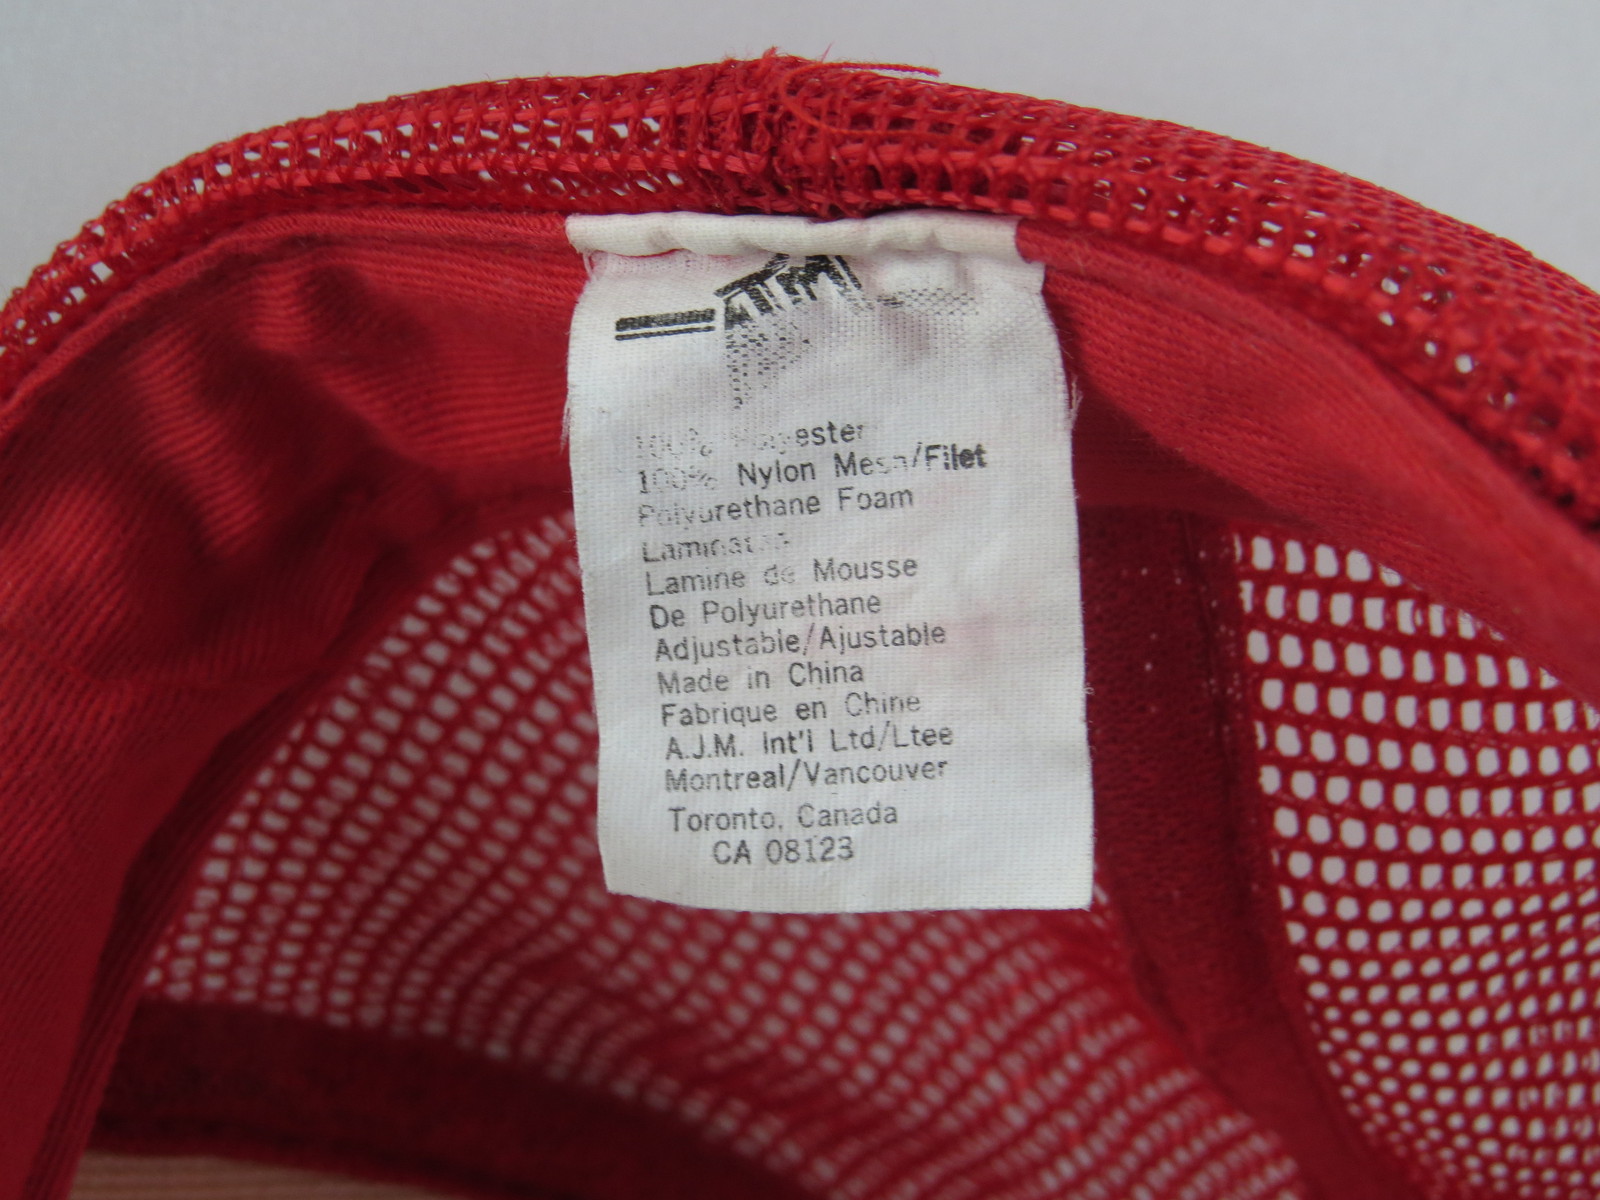 100% Polyester
100% Nylon Mesh/Filet
Polyurethane Foam
Laminated
Lamine de Mousse
De Polyurethane
Adjustable/Ajustable
Made in China
Fabrique en Chine
A.J.M. Int'l Ltd/Ltee
Montreal/Vancouver
Toronto, Canada
CA 08123